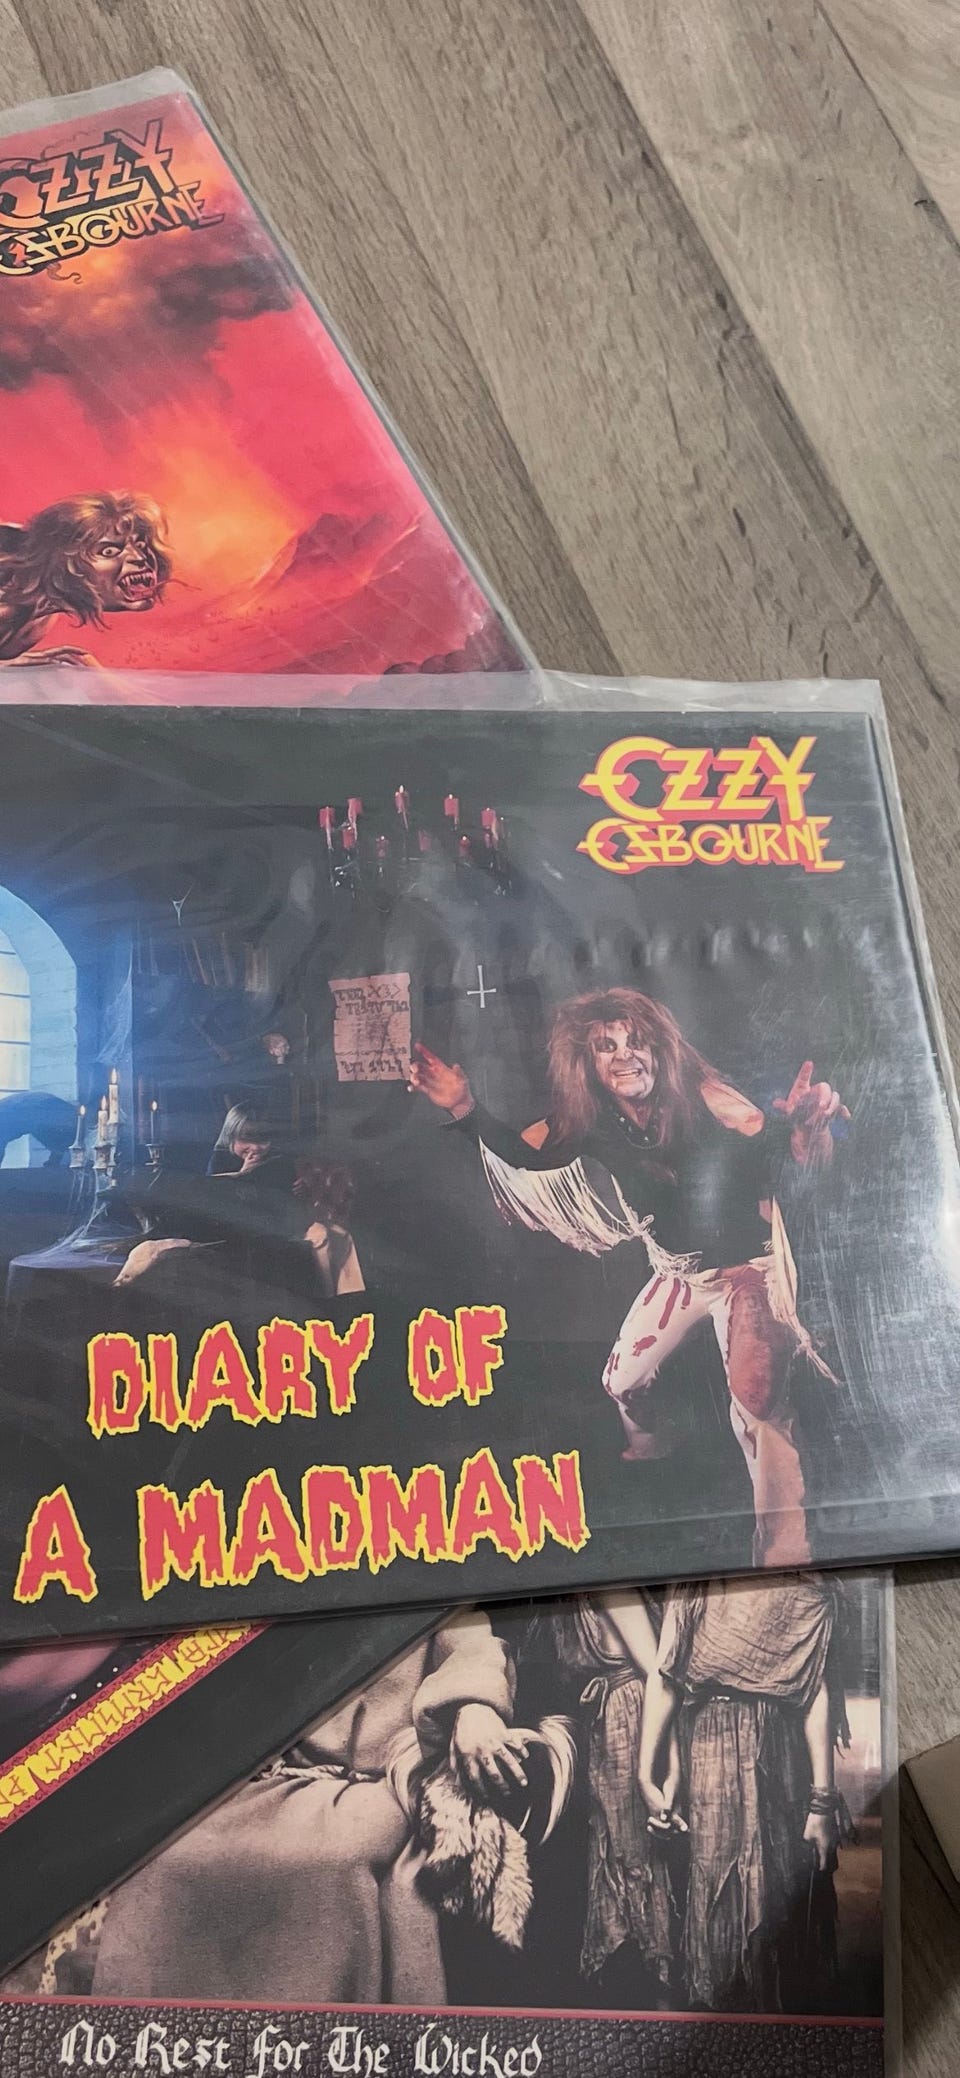 OZZY
OSBOURNE
OZZY
OSBOURNE
DIARY OF
A MADMAN
No Rest for The Wicked